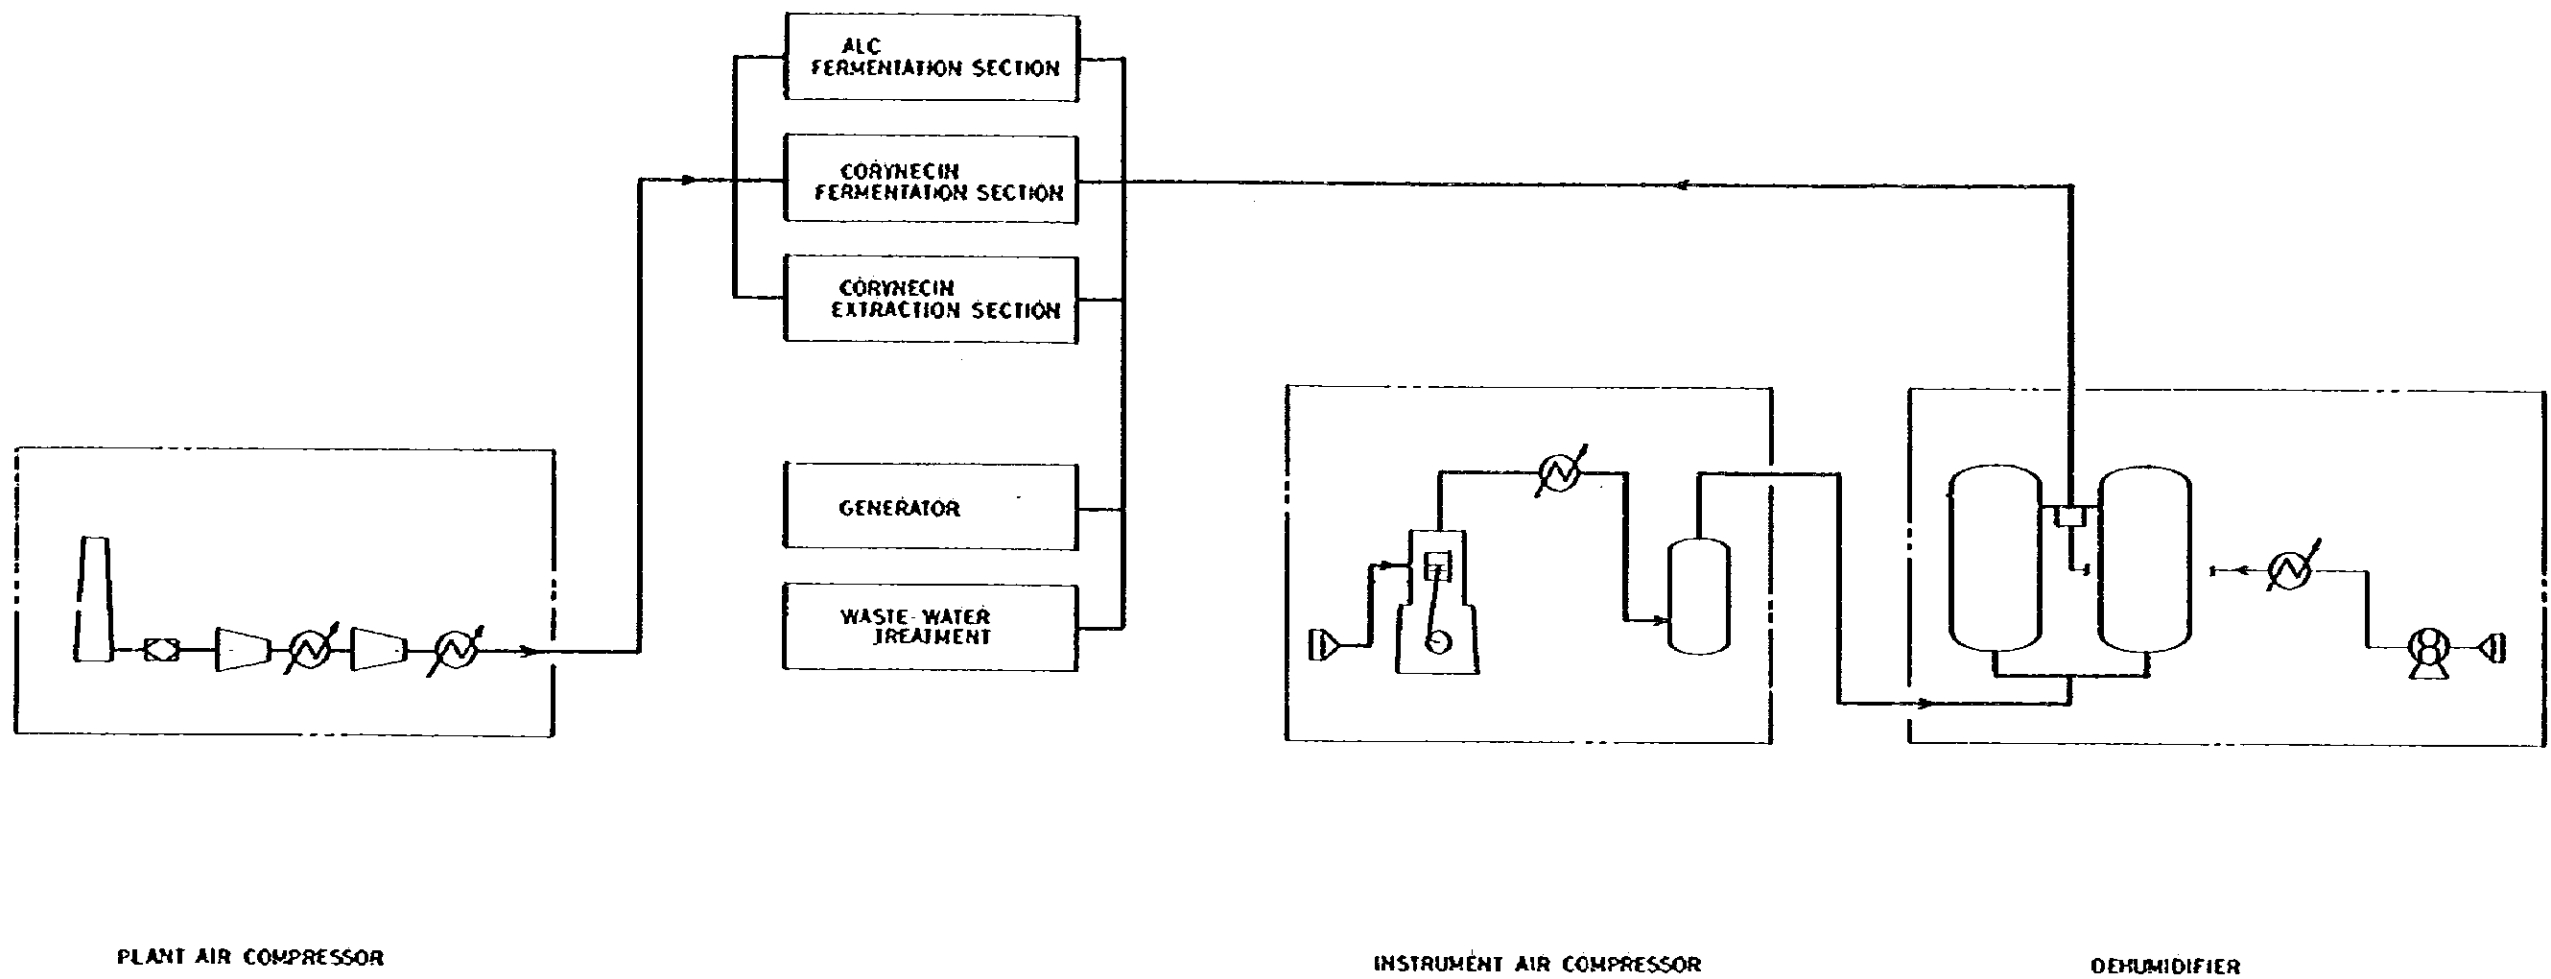 ALC
FERMENTATION SECTION
CORYNECIN
FERMENTATION SECTION
CORYNECIN
EXTRACTION SECTION
GENERATOR
WASTE-WATER
TREATMENT
PLANT AIR COMPRESSOR
INSTRUMENT AIR COMPRESSOR
DEHUMIDIFIER